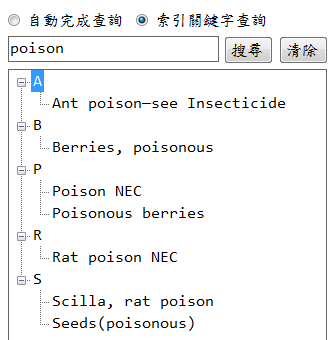 自動完成查詢 索引關鍵字查詢
poison 搜尋 清除
A
Ant poison—see Insecticide
B
Berries, poisonous
P
Poison NEC
Poisonous berries
R
Rat poison NEC
S
Scilla, rat poison
Seeds(poisonous)